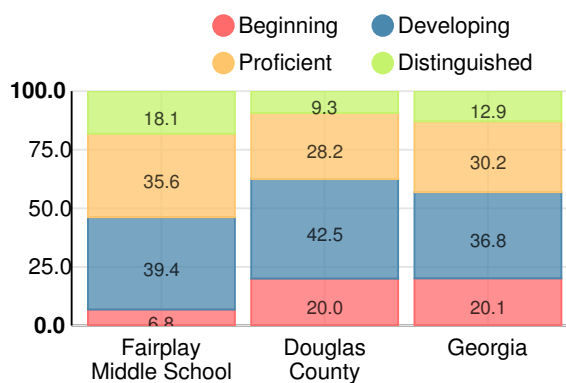 Beginning
Developing
Proficient
Distinguished
100.0
75.0
50.0
25.0
0.0
18.1
35.6
39.4
6.8
9.3
28.2
42.5
20.0
12.9
30.2
36.8
20.1
Fairplay
Middle School
Douglas
County
Georgia